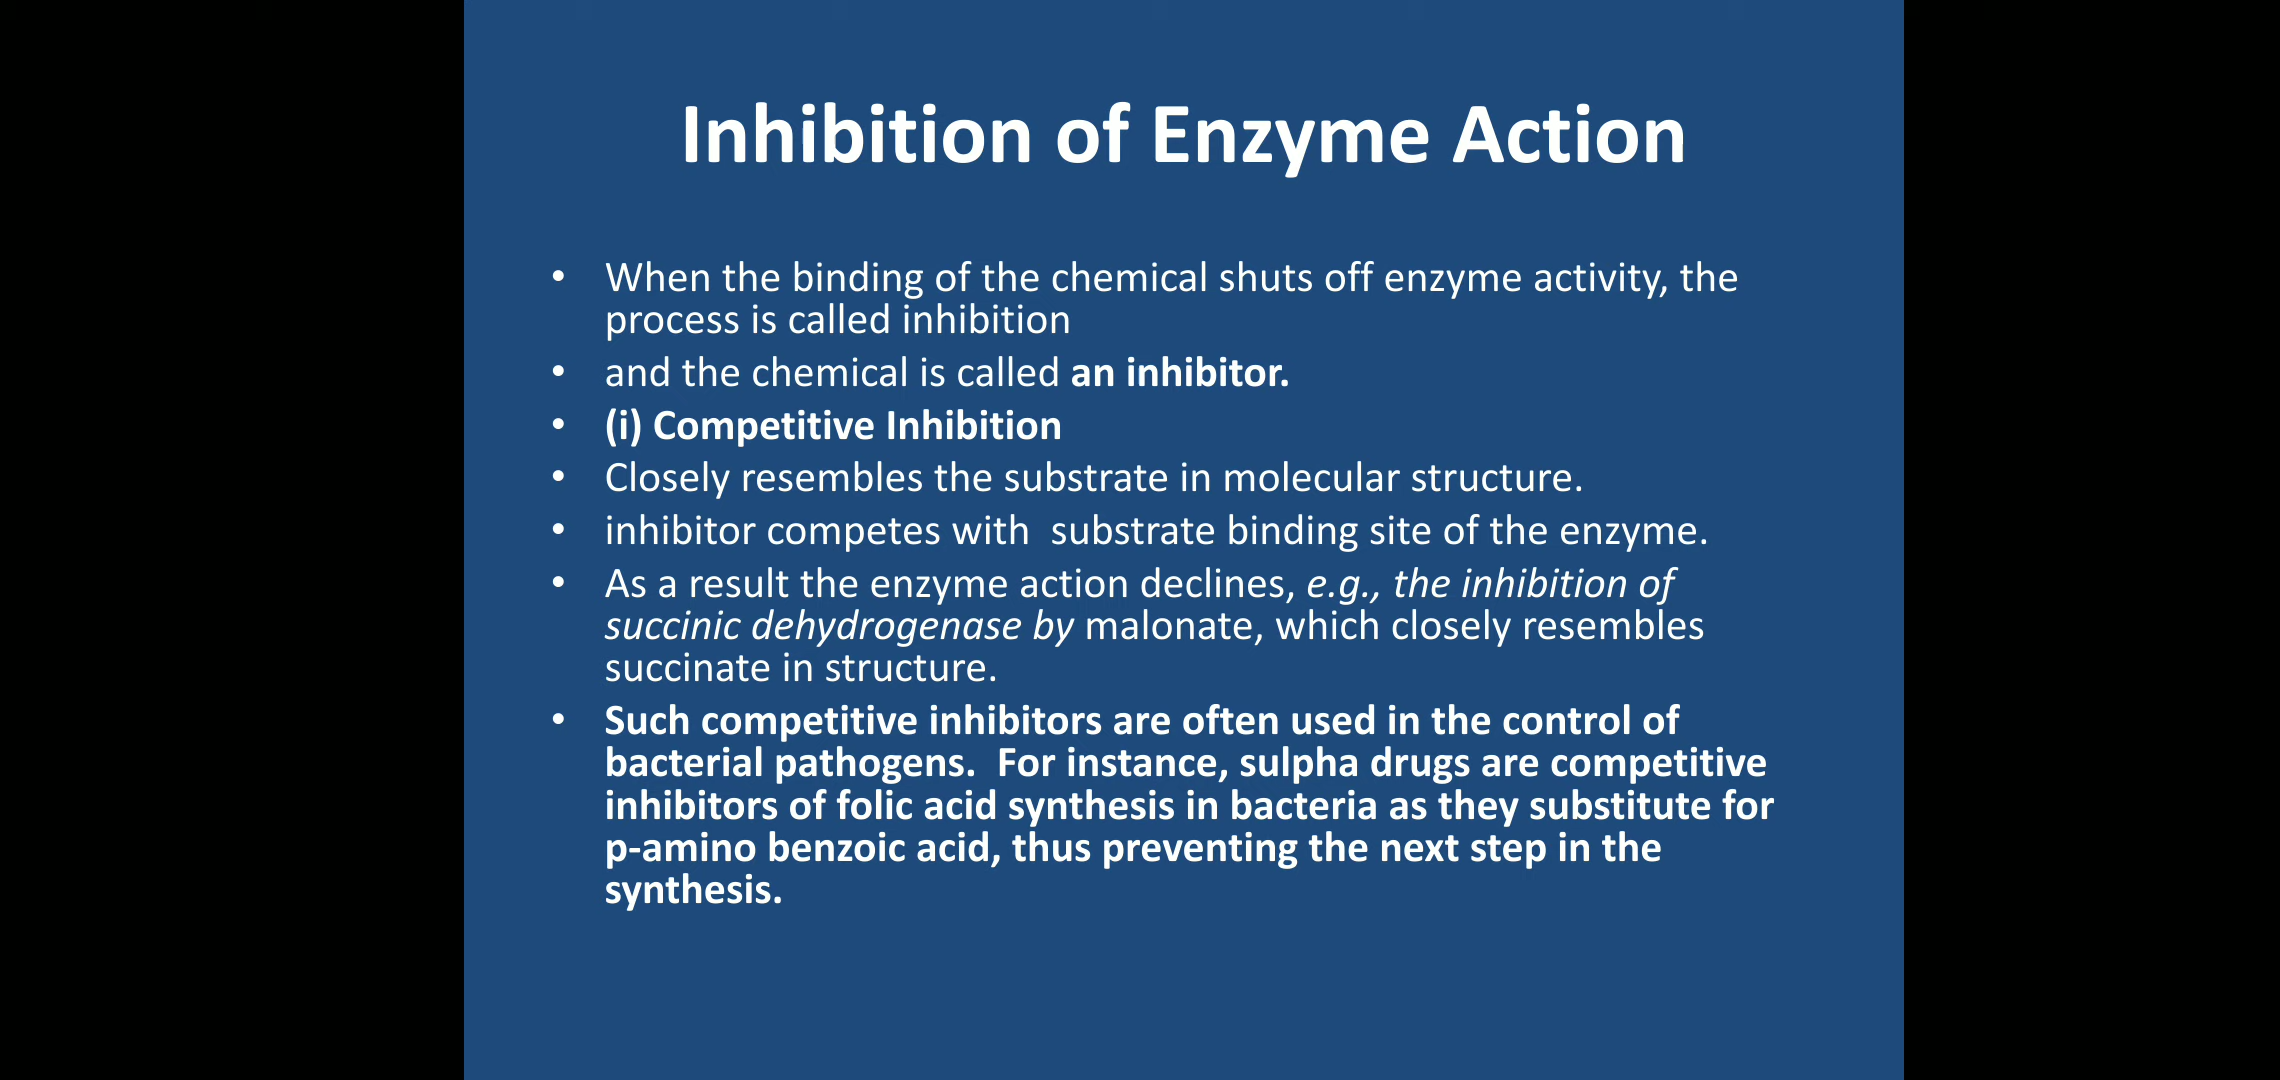 Inhibition of Enzyme Action
• When the binding of the chemical shuts off enzyme activity, the
process is called inhibition
• and the chemical is called an inhibitor.
• (i) Competitive Inhibition
• Closely resembles the substrate in molecular structure.
• inhibitor competes with  substrate binding site of the enzyme.
• As a result the enzyme action declines, e.g., the inhibition of
succinic dehydrogenase by malonate, which closely resembles
succinate in structure.
• Such competitive inhibitors are often used in the control of
bacterial pathogens.  For instance, sulpha drugs are competitive
inhibitors of folic acid synthesis in bacteria as they substitute for
p-amino benzoic acid, thus preventing the next step in the
synthesis.